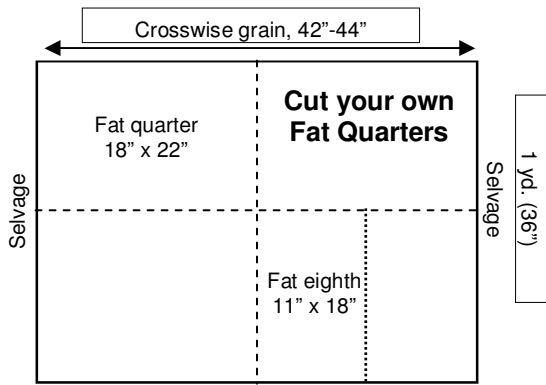 Crosswise grain, 42”-44”
Cut your own
Fat Quarters
Fat quarter
18” x 22”
Selvage
Selvage
1 yd. (36”)
Fat eighth
11” x 18”